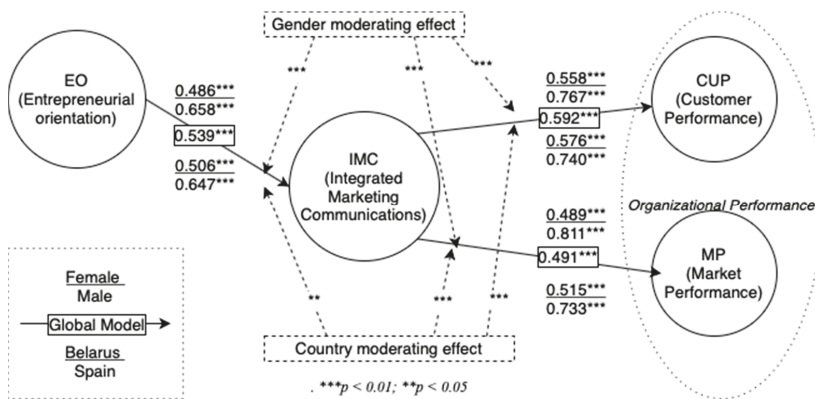 Gender moderating effect
EO
(Entrepreneurial
orientation)
0.486***
0.658***
0.539***
0.506***
0.647***
***
***
***
IMC
(Integrated
Marketing
Communications)
0.558***
0.767***
0.592***
0.576***
0.740***
CUP
(Customer
Performance)
Organizational Performance
0.489***
0.811***
0.491***
0.515***
0.733***
MP
(Market
Performance)
**
***
***
Country moderating effect
Female
Male
Global Model
Belarus
Spain
. ***p < 0.01; **p < 0.05